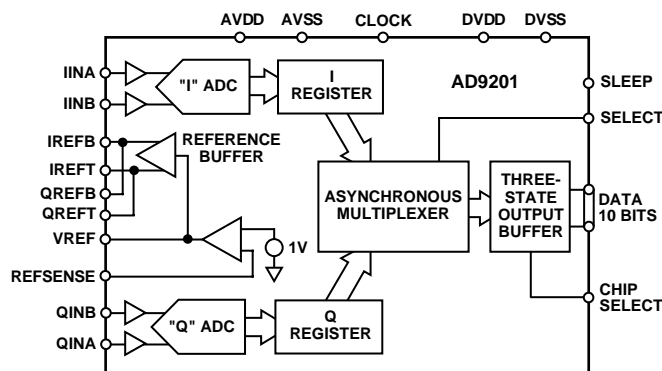 AVDD AVSS CLOCK DVDD DVSS
IINA
IINB
IREFB
IREFT
QREFB
QREFT
VREF
REFSENSE
QINB
QINA
"I" ADC
I
REGISTER
AD9201
REFERENCE
BUFFER
ASYNCHRONOUS
MULTIPLEXER
THREE-
STATE
OUTPUT
BUFFER
1V
"Q" ADC
Q
REGISTER
SLEEP
SELECT
DATA
10 BITS
CHIP
SELECT